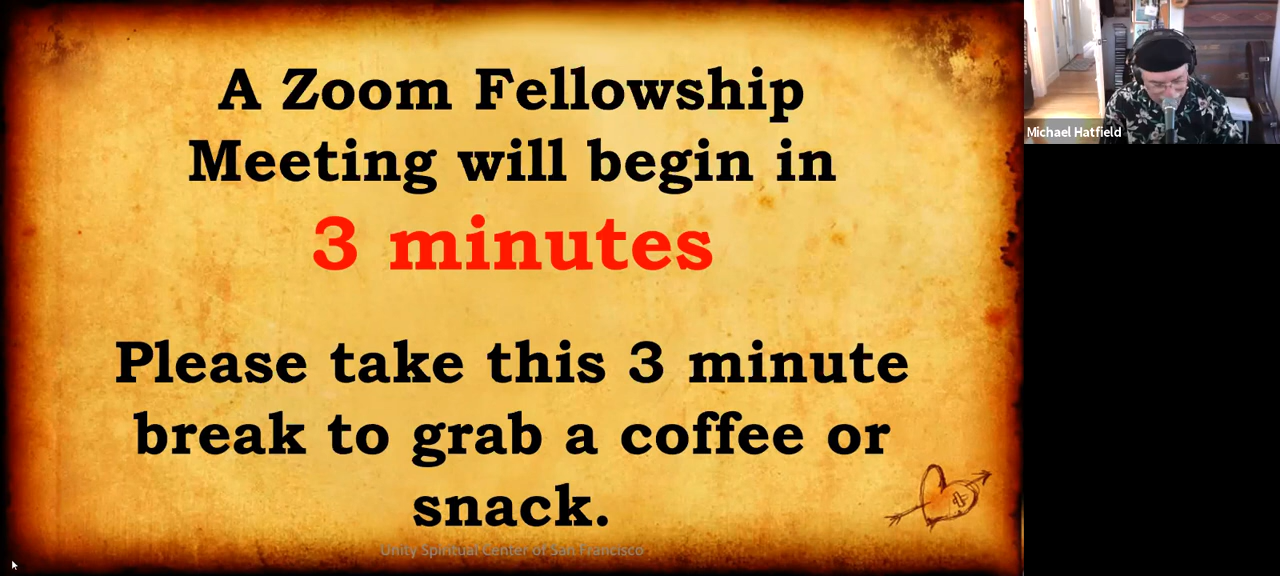 A Zoom Fellowship
Meeting will begin in
3 minutes
Please take this 3 minute
break to grab a coffee or
snack.
Unity Spiritual Center of San Francisco
Michael Hatfield